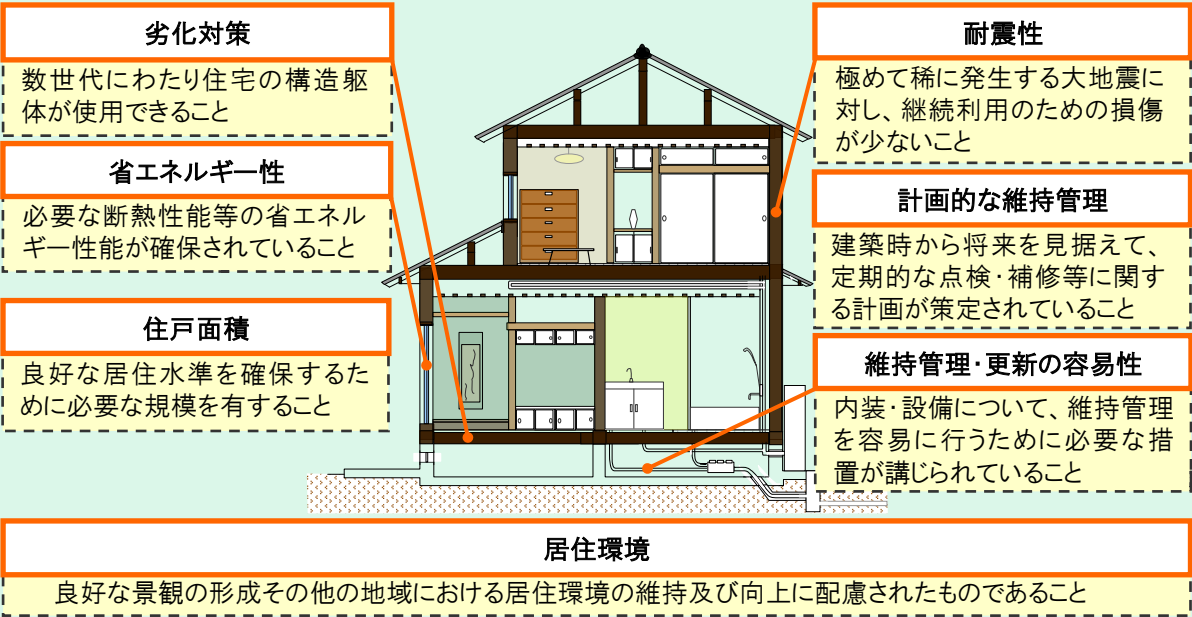 劣化対策
数世代にわたり住宅の構造躯
体が使用できること
省エネルギー性
必要な断熱性能等の省エネル
ギー性能が確保されていること
住戸面積
良好な居住水準を確保するた
めに必要な規模を有すること
耐震性
極めて稀に発生する大地震に
対し、継続利用のための損傷
が少ないこと
計画的な維持管理
建築時から将来を見据えて、
定期的な点検・補修等に関す
る計画が策定されていること
維持管理・更新の容易性
内装・設備について、維持管理
を容易に行うために必要な措
置が講じられていること
居住環境
良好な景観の形成その他の地域における居住環境の維持及び向上に配慮されたものであること